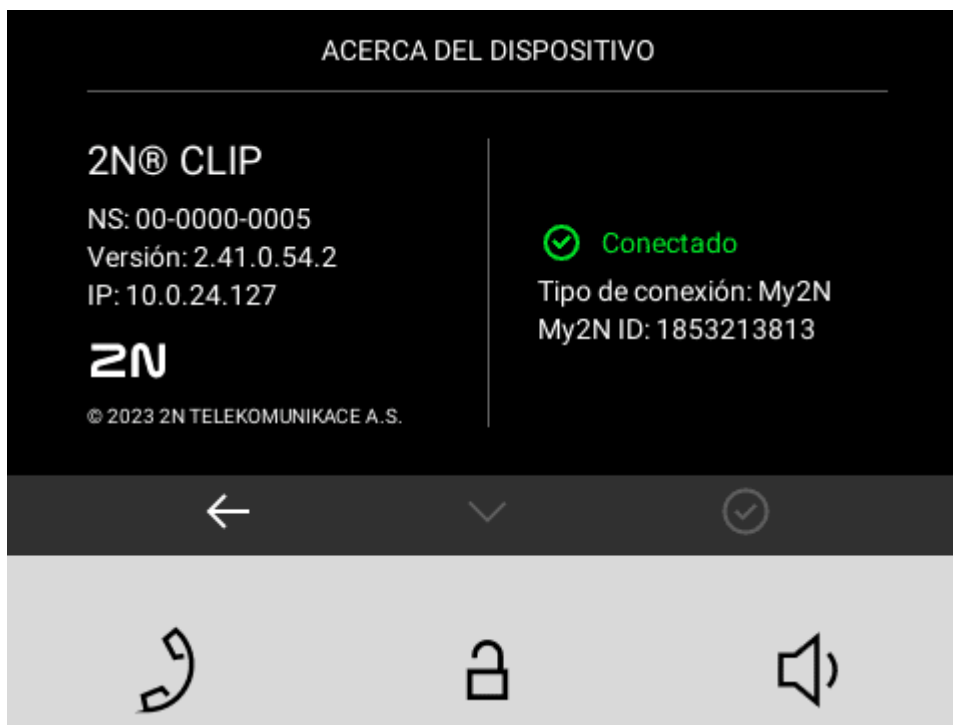 ACERCA DEL DISPOSITIVO
2N® CLIP
NS: 00-0000-0005
Versión: 2.41.0.54.2
IP: 10.0.24.127
2N
© 2023 2N TELEKOMUNIKACE A.S.
Conectado
Tipo de conexión: My2N
My2N ID: 1853213813